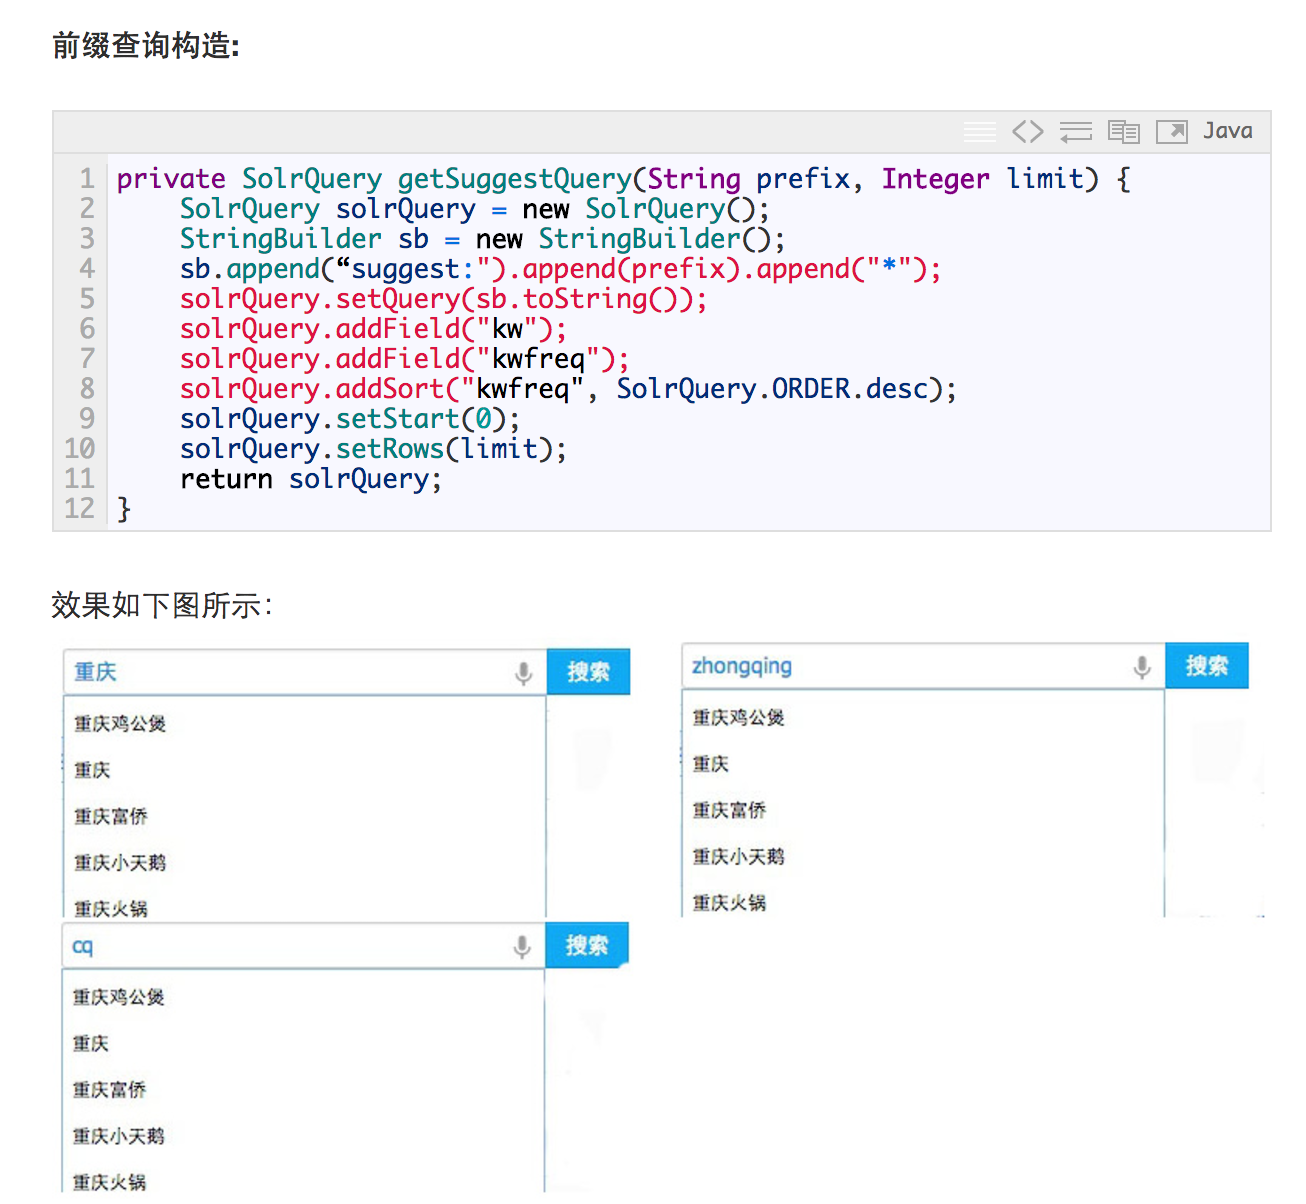 前缀查询构造:
Java
1 private SolrQuery getSuggestQuery(String prefix, Integer limit) {
2     SolrQuery solrQuery = new SolrQuery();
3     StringBuilder sb = new StringBuilder();
4     sb.append(“suggest:").append(prefix).append("*");
5     solrQuery.setQuery(sb.toString());
6     solrQuery.addField("kw");
7     solrQuery.addField("kwfreq");
8     solrQuery.addSort("kwfreq", SolrQuery.ORDER.desc);
9     solrQuery.setStart(0);
10     solrQuery.setRows(limit);
11     return solrQuery;
12 }
效果如下图所示：
重庆 搜索
重庆鸡公煲
重庆
重庆富侨
重庆小天鹅
重庆火锅
zhongqing 搜索
重庆鸡公煲
重庆
重庆富侨
重庆小天鹅
重庆火锅
cq 搜索
重庆鸡公煲
重庆
重庆富侨
重庆小天鹅
重庆火锅